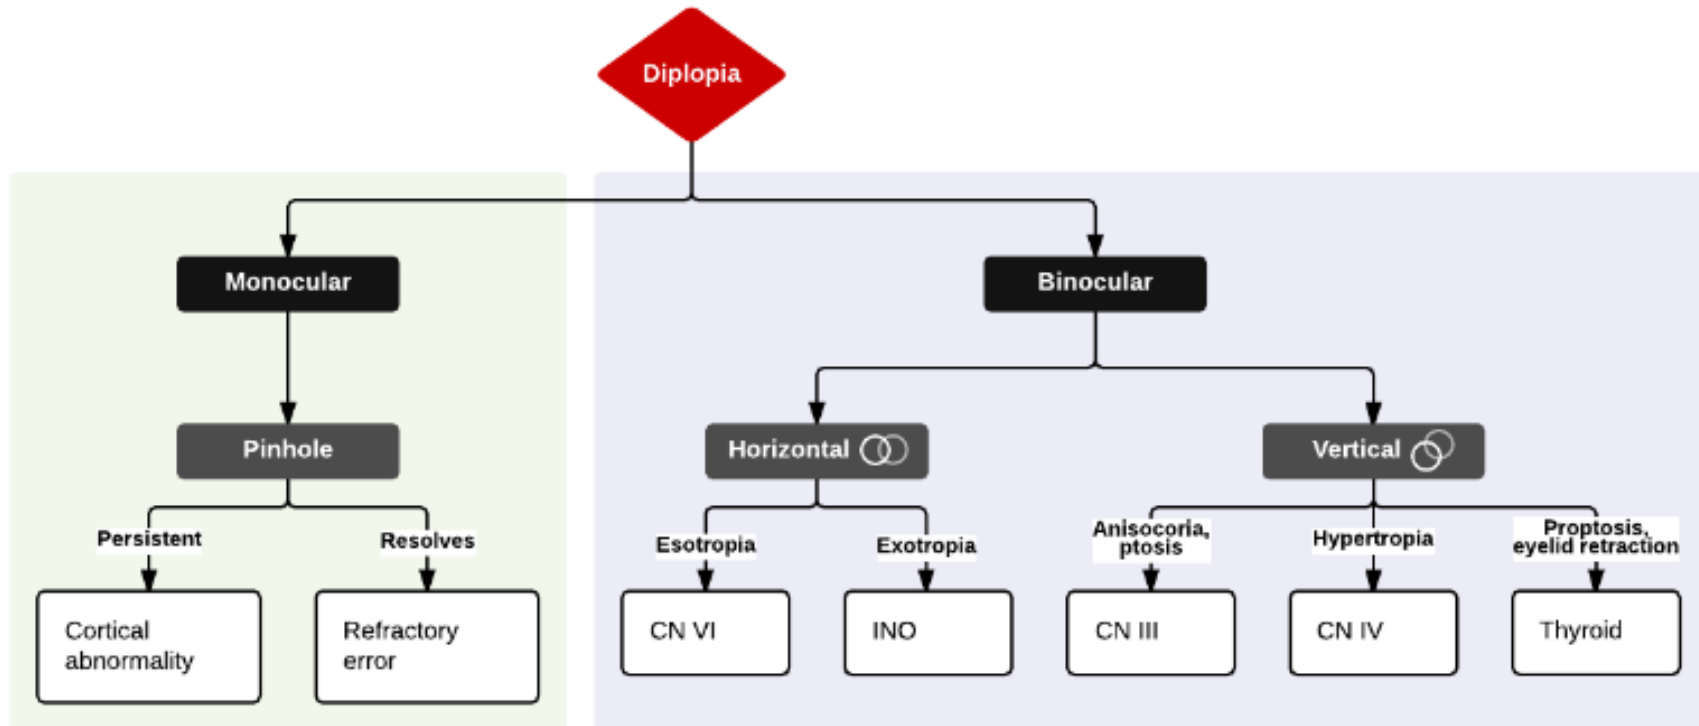 Diplopia
Monocular
Binocular
Pinhole
Horizontal
Vertical
Persistent
Resolves
Esotropia
Exotropia
Anisocoria,
ptosis
Hypertropia
Proptosis,
eyelid retraction
Cortical
abnormality
Refractory
error
CN VI
INO
CN III
CN IV
Thyroid